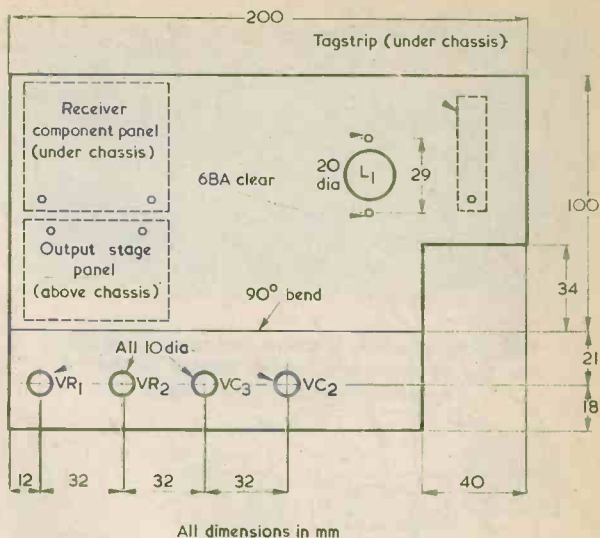 200
Tagstrip (under chassis)
Receiver
component panel
(under chassis)
6BA clear
20
dia
L1
29
100
Output stage
panel
(above chassis)
90° bend
34
All 10 dia
21
VR1
VR2
VC3
VC2
18
12
32
32
32
40
All dimensions in mm